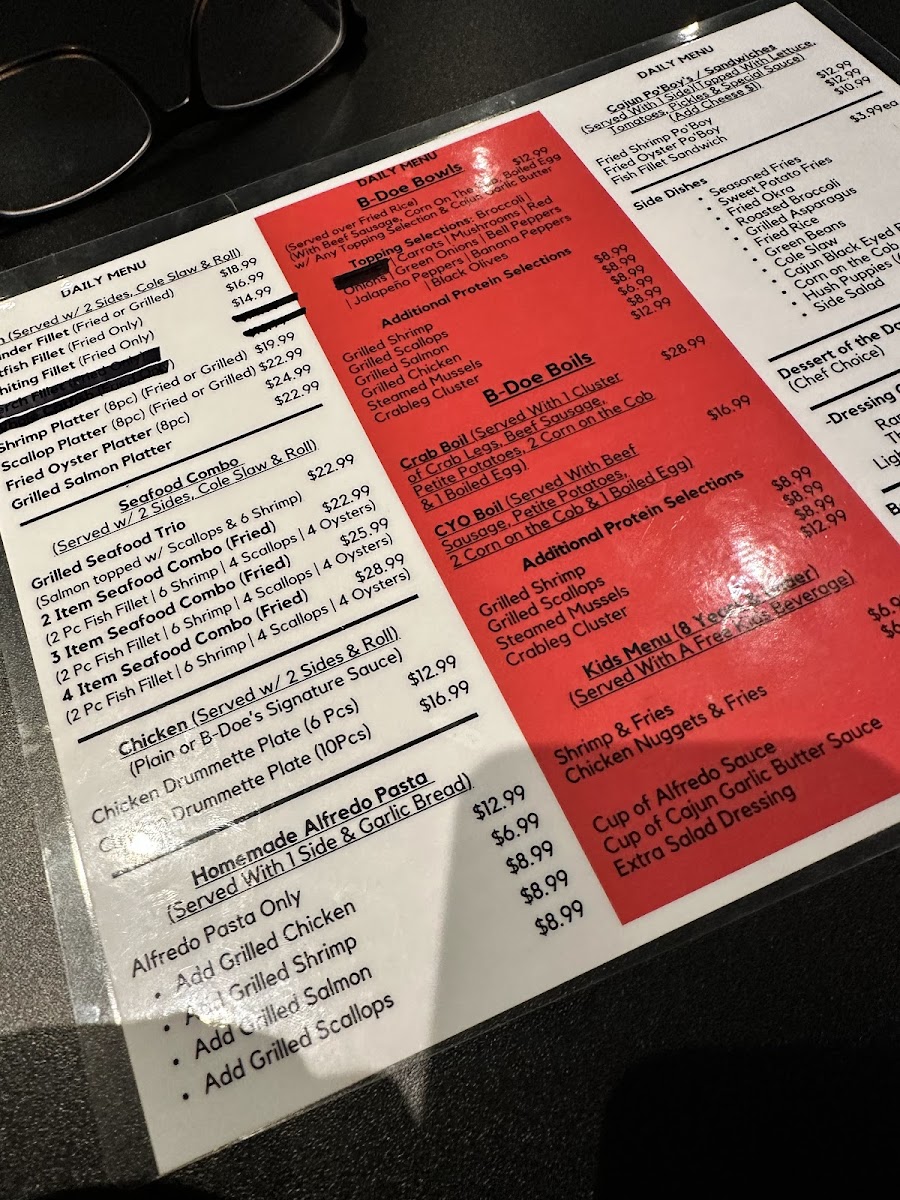 DAILY MENU
(Served w/ 2 Sides, Cole Slaw & Roll)
Fillet (Fried or Grilled) $18.99
Fillet (Fried Only) $16.99
Fillet (Fried Only) $14.99
Shrimp Platter (8pc) (Fried or Grilled) $19.99
Scallop Platter (8pc) (Fried or Grilled) $22.99
Fried Oyster Platter (8pc) $24.99
Grilled Salmon Platter $22.99
Seafood Combo
(Served w/ 2 Sides, Cole Slaw & Roll)
Grilled Seafood Trio $22.99
(Salmon topped w/ Scallops & 6 Shrimp)
2 Item Seafood Combo (Fried) $22.99
(2 Pc Fish Fillet | 6 Shrimp | 4 Scallops | 4 Oysters)
3 Item Seafood Combo (Fried) $25.99
(2 Pc Fish Fillet | 6 Shrimp | 4 Scallops | 4 Oysters)
4 Item Seafood Combo (Fried) $28.99
(2 Pc Fish Fillet | 6 Shrimp | 4 Scallops | 4 Oysters)
Chicken (Served w/ 2 Sides & Roll)
(Plain or B-Doe's Signature Sauce)
Chicken Drummette Plate (6 Pcs) $12.99
Chicken Drummette Plate (10Pcs) $16.99
Homemade Alfredo Pasta
(Served With 1 Side & Garlic Bread)
Alfredo Pasta Only $12.99
• Add Grilled Chicken $6.99
• Add Grilled Shrimp $8.99
• Add Grilled Salmon $8.99
• Add Grilled Scallops $8.99
DAILY MENU
B-Doe Bowls $12.99
(Served over Fried Rice)
(With Beef Sausage, Corn On The Cob, Boiled Egg
w/ Any Topping Selection & Cajun Garlic Butter
Topping Selections: Broccoli |
Onions | Carrots | Mushrooms | Red
| Green Onions | Bell Peppers
| Jalapeño Peppers | Banana Peppers
| Black Olives
Additional Protein Selections
Grilled Shrimp $8.99
Grilled Scallops $8.99
Grilled Salmon $8.99
Grilled Chicken $6.99
Steamed Mussels $8.99
Crableg Cluster $12.99
B-Doe Boils
Crab Boil (Served With 1 Cluster $28.99
of Crab Legs, Beef Sausage,
Petite Potatoes, 2 Corn on the Cob
& 1 Boiled Egg)
CYO Boil (Served With Beef $16.99
Sausage, Petite Potatoes,
2 Corn on the Cob & 1 Boiled Egg)
Additional Protein Selections
Grilled Shrimp $8.99
Grilled Scallops $8.99
Steamed Mussels $8.99
Crableg Cluster $12.99
Kids Menu (8 Years &
(Served With A Free Kids Beverage)
Shrimp & Fries
Chicken Nuggets & Fries
Cup of Alfredo Sauce
Cup of Cajun Garlic Butter Sauce
Extra Salad Dressing
DAILY MENU
Cajun Po'Boy's / Sandwiches
(Served With 1 Side)(Topped With Lettuce,
Tomatoes, Pickles & Special Sauce)
(Add Cheese $)
Fried Shrimp Po'Boy $12.99
Fried Oyster Po'Boy $12.99
Fish Fillet Sandwich $10.99
Side Dishes $3.99ea
• Seasoned Fries
• Sweet Potato Fries
• Fried Okra
• Roasted Broccoli
• Grilled Asparagus
• Fried Rice
• Green Beans
• Cole Slaw
• Cajun Black Eyed
• Corn on the Cob
• Hush Puppies
• Side Salad
Dessert of the
(Chef Choice)
-Dressing